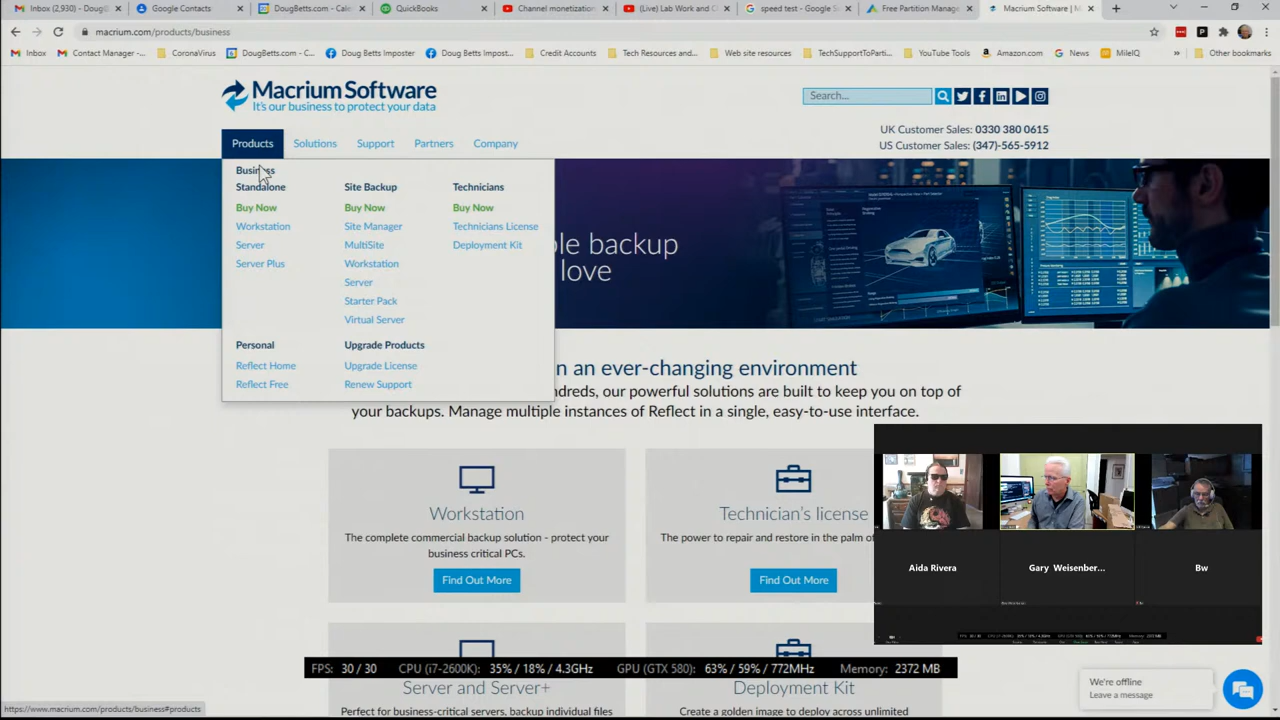 Inbox (2,930) - DougB
Google Contacts
DougBetts.com - Cale
QuickBooks
Channel monetization
(Live) Lab Work and C
speed test - Google S
Free Partition Manage
Macrium Software | M
macrium.com/products/business
Inbox
Contact Manager -...
CoronaVirus
DougBetts.com - C...
Doug Betts Imposter
Doug Betts Impost...
Credit Accounts
Tech Resources and...
Web site resources
TechSupportToParti...
YouTube Tools
Amazon.com
News
MileIQ
Other bookmarks
Macrium Software
It's our business to protect your data
Search...
UK Customer Sales: 0330 380 0615
US Customer Sales: (347)-565-5912
Products
Solutions
Support
Partners
Company
Business
Standalone
Buy Now
Workstation
Server
Server Plus
Site Backup
Buy Now
Site Manager
MultiSite
Workstation
Server
Starter Pack
Virtual Server
Technicians
Buy Now
Technicians License
Deployment Kit
Personal
Reflect Home
Reflect Free
Upgrade Products
Upgrade License
Renew Support
backup
love
n an ever-changing environment
ndreds, our powerful solutions are built to keep you on top of
your backups. Manage multiple instances of Reflect in a single, easy-to-use interface.
Workstation
The complete commercial backup solution - protect your
business critical PCs.
Find Out More
Technician's license
The power to repair and restore in the palm of
Find Out More
Aida Rivera
Gary Weisenber...
Bw
FPS: 30 / 30 CPU (i7-2600K): 35% / 18% / 4.3GHz GPU (GTX 580): 63% / 59% / 772MHz Memory: 2372 MB
Server and Server+
Perfect for business-critical servers, backup individual files
Deployment Kit
Create a golden image to deploy across unlimited
We're offline
Leave a message
https://www.macrium.com/products/business#products